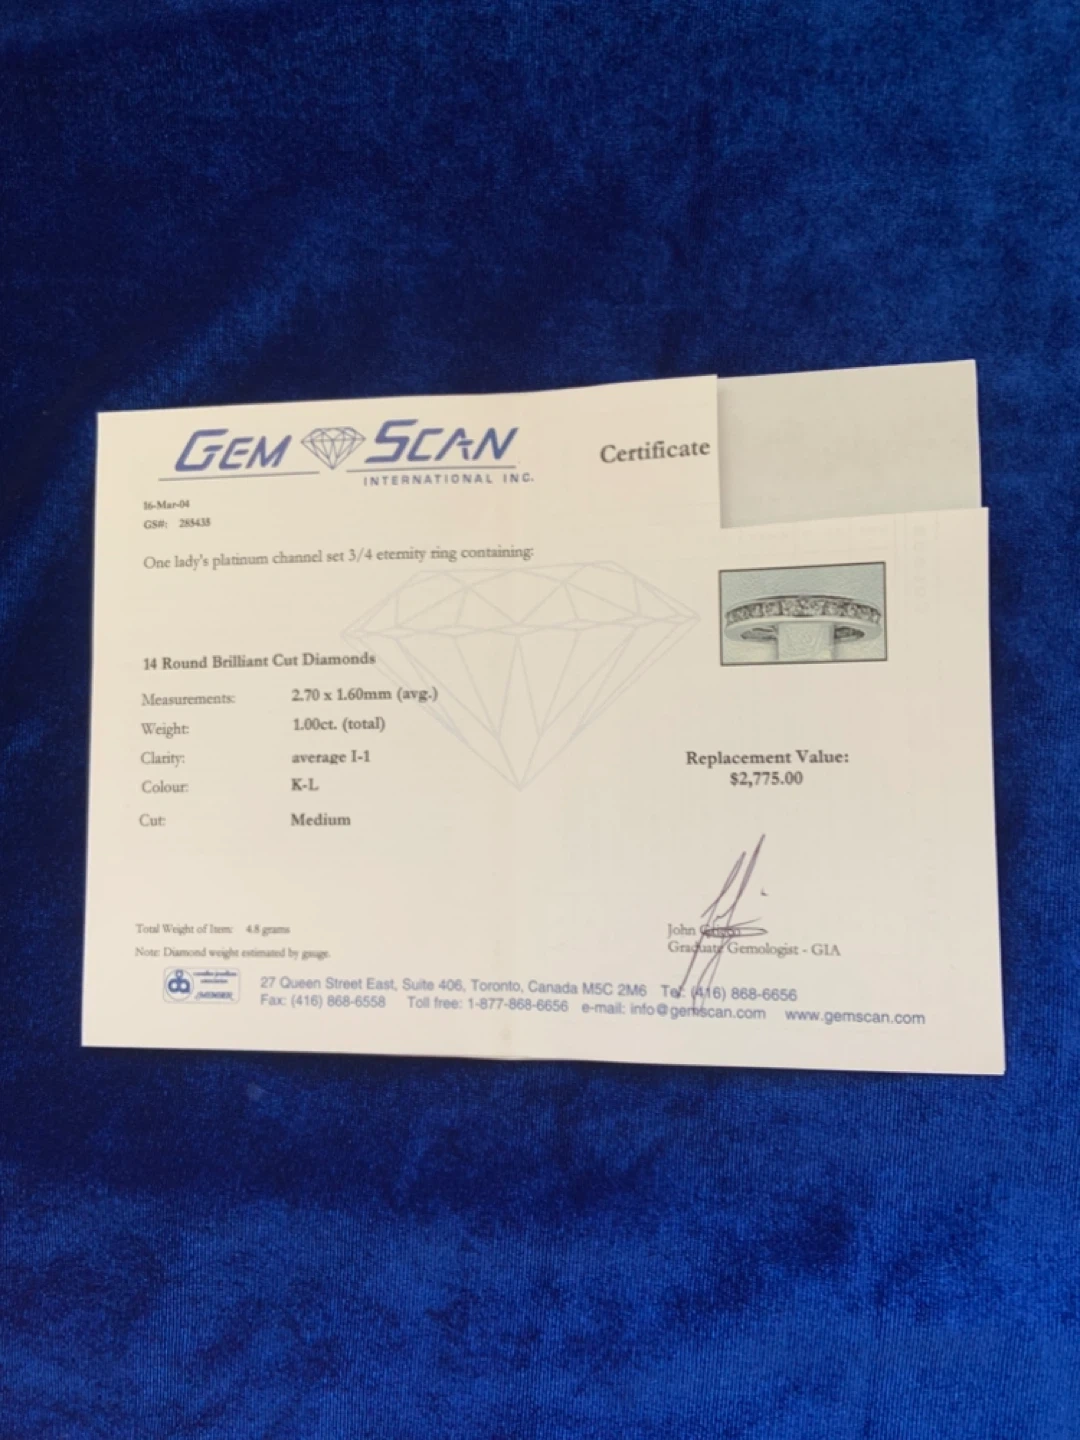 GEM SCAN
INTERNATIONAL INC.
Certificate
16-Mar-04
GS#: 285435
One lady's platinum channel set 3/4 eternity ring containing:
14 Round Brilliant Cut Diamonds
Measurements: 2.70 x 1.60mm (avg.)
Weight: 1.00ct. (total)
Clarity: average I-1
Colour: K-L
Cut: Medium
Replacement Value:
$2,775.00
John
Graduate Gemologist - GIA
Total Weight of Item: 4.8 grams
Note: Diamond weight estimated by gauge.
MEMBER
27 Queen Street East, Suite 406, Toronto, Canada M5C 2M6 Tel: (416) 868-6656
Fax: (416) 868-6558 Toll free: 1-877-868-6656 e-mail: info@gemscan.com www.gemscan.com